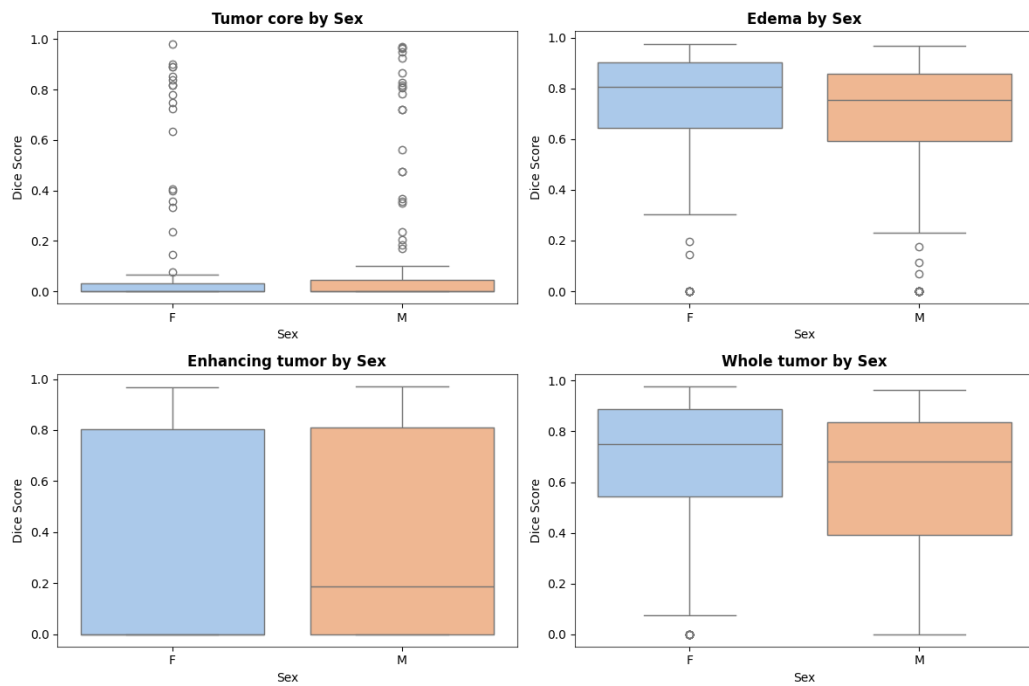 Tumor core by Sex
1.0
0.8
0.6
0.4
0.2
0.0
Dice Score
F
M
Sex
Edema by Sex
1.0
0.8
0.6
0.4
0.2
0.0
Dice Score
F
M
Sex
Enhancing tumor by Sex
1.0
0.8
0.6
0.4
0.2
0.0
Dice Score
F
M
Sex
Whole tumor by Sex
1.0
0.8
0.6
0.4
0.2
0.0
Dice Score
F
M
Sex